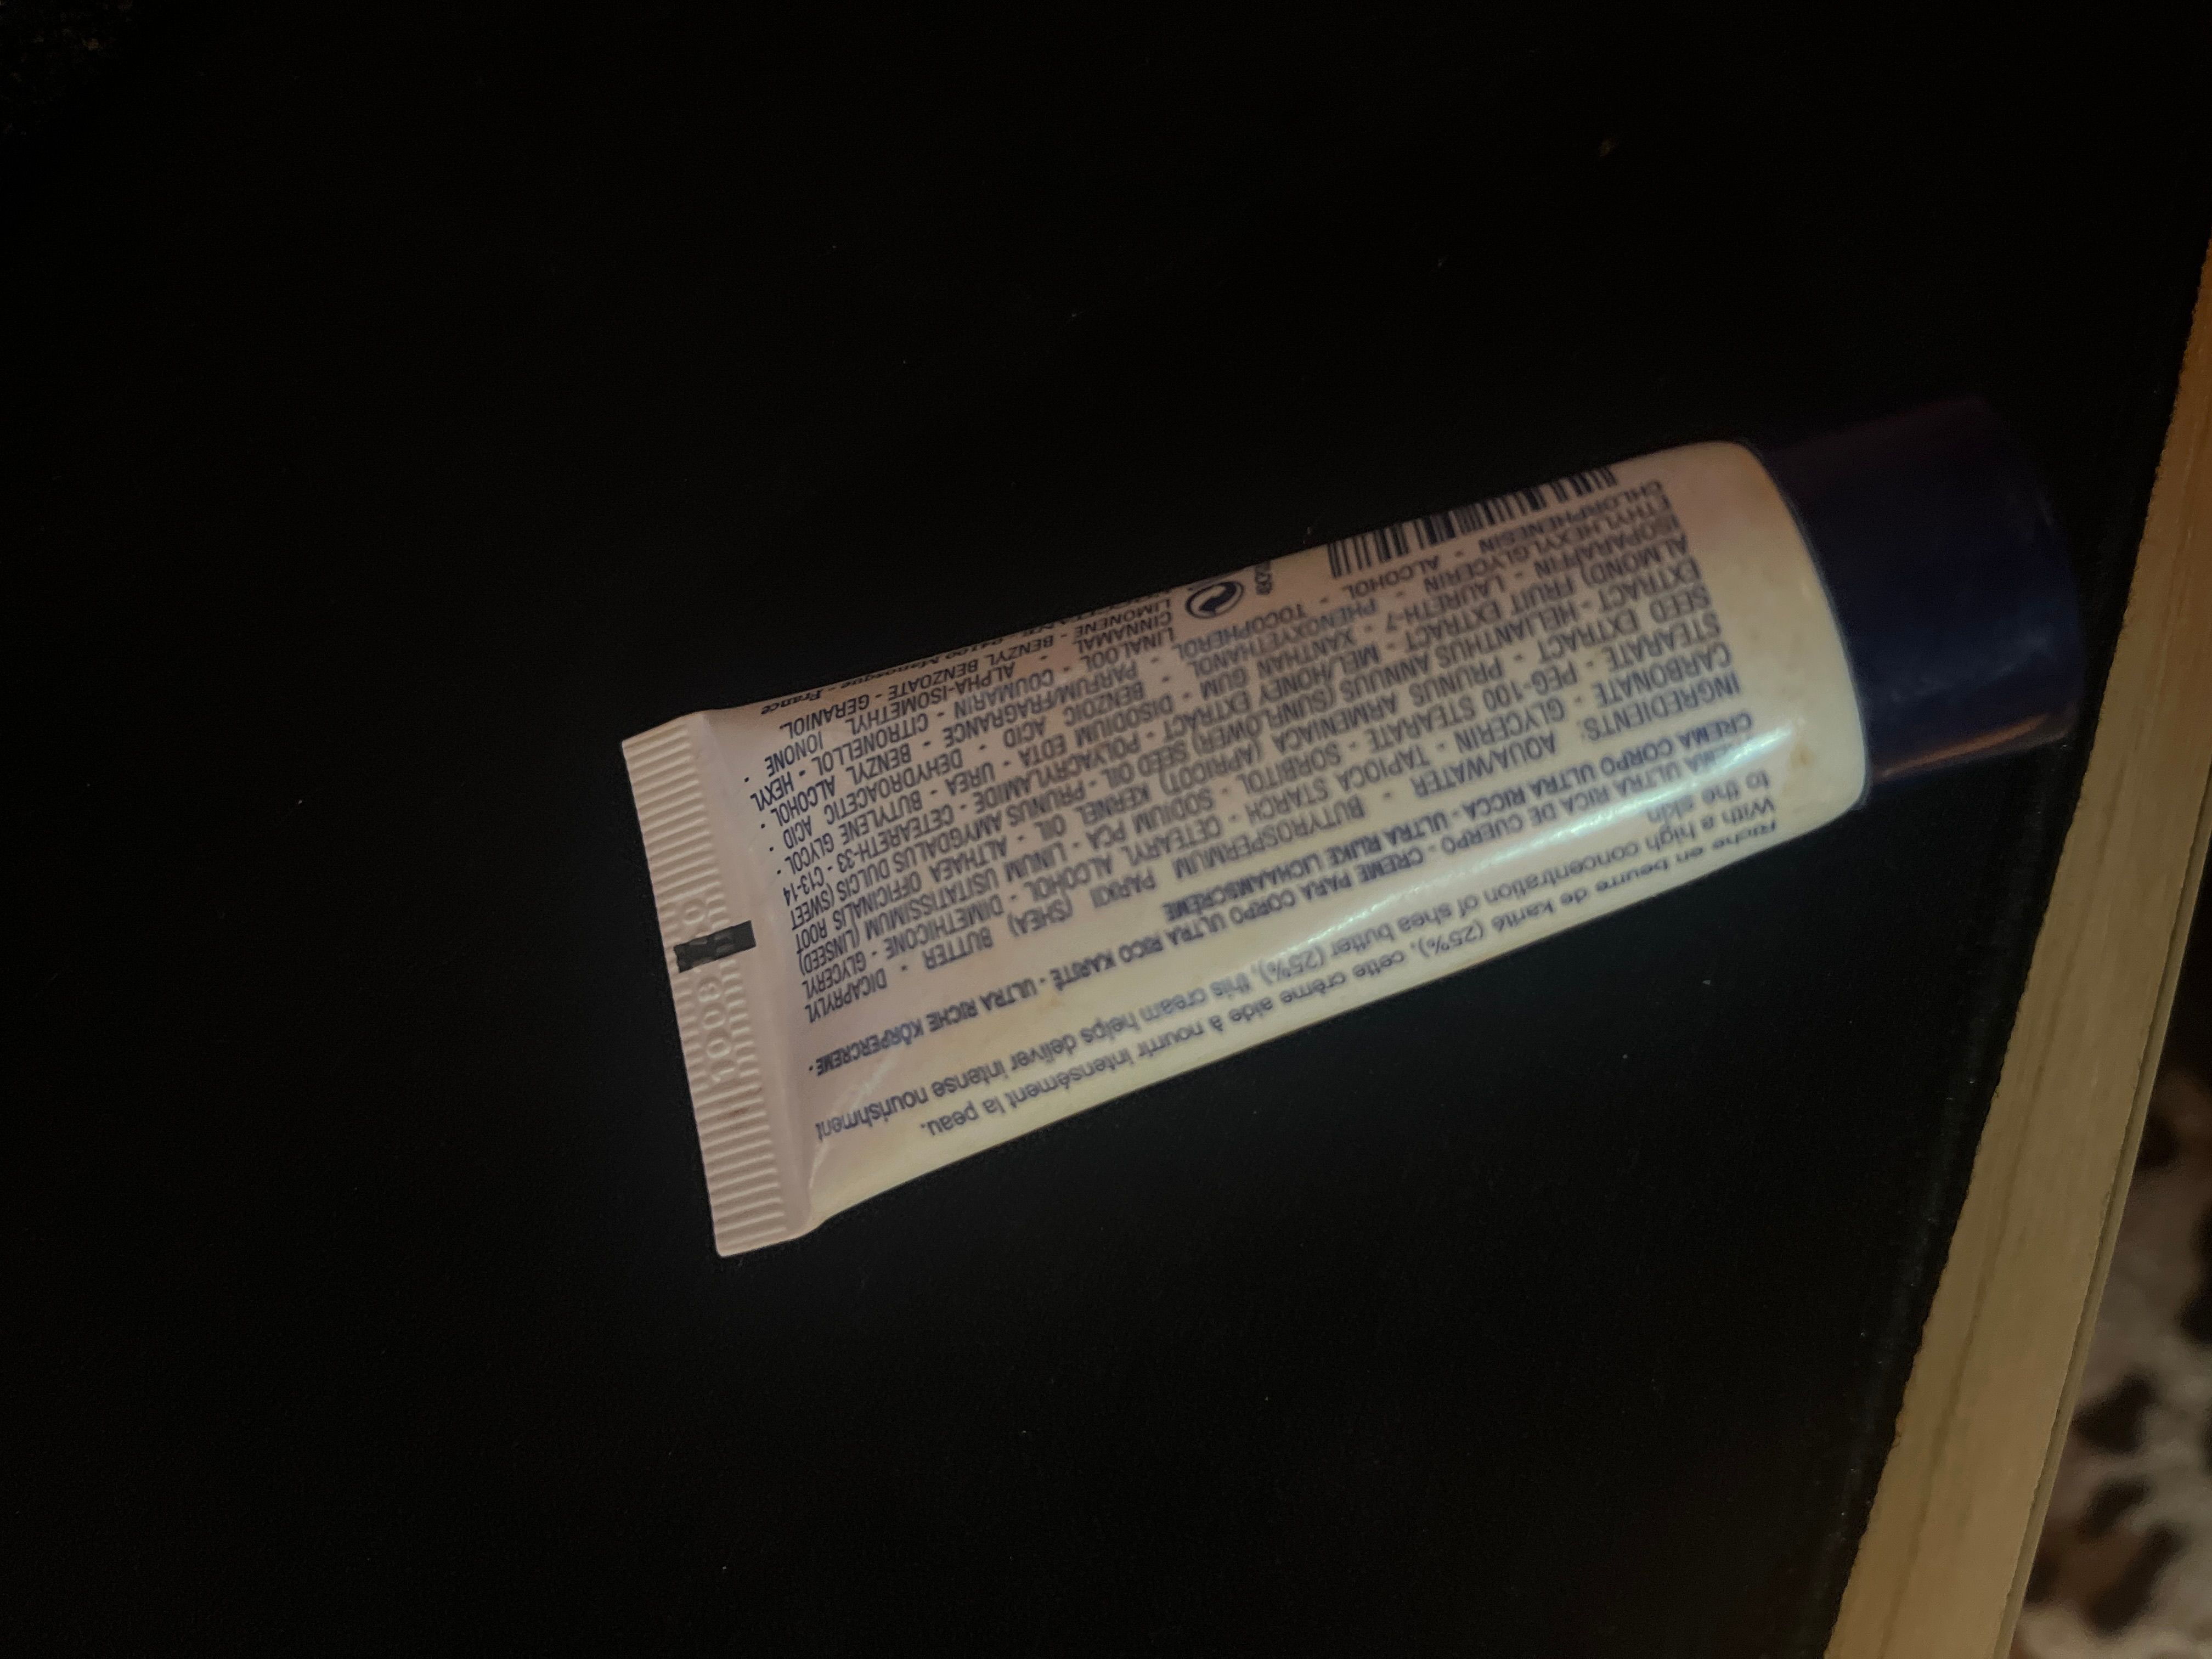 Riche en beurre de karité (25%), cette crème aide à nourrir intensément la peau.
With a high concentration of shea butter (25%), this cream helps deliver intense nourishment
to the skin
ULTRA RICA DE CUERPO - CREME PARA CORPO ULTRA RICO KARITÉ - ULTRA RICHE KÖRPERCREME -
CREMA CORPO ULTRA RICCA - ULTRA RIJKE LICHAAMSCRÈME
INGREDIENTS: AQUA/WATER - BUTYROSPERMUM PARKII (SHEA) BUTTER - DICAPRYLYL
CARBONATE - GLYCERIN - TAPIOCA STARCH - CETEARYL ALCOHOL - DIMETHICONE - GLYCERYL
STEARATE - PEG-100 STEARATE - SORBITOL - SODIUM PCA - LINUM USITATISSIMUM (LINSEED)
SEED EXTRACT - PRUNUS ARMENIACA (APRICOT) KERNEL OIL - ALTHAEA OFFICINALIS ROOT
EXTRACT - HELIANTHUS ANNUUS (SUNFLOWER) SEED OIL - PRUNUS AMYGDALUS DULCIS (SWEET
ALMOND) FRUIT EXTRACT - MEL/HONEY EXTRACT - POLYACRYLAMIDE - CETEARETH-33 - C13-14
ISOPARAFFIN - LAURETH-7 - XANTHAN GUM - DISODIUM EDTA - UREA - BUTYLENE GLYCOL -
ETHYLHEXYLGLYCERIN - PHENOXYETHANOL - BENZOIC ACID - DEHYDROACETIC ACID -
CHLORPHENESIN - ALCOHOL - TOCOPHEROL - PARFUM/FRAGRANCE - BENZYL ALCOHOL -
LINALOOL - COUMARIN - CITRONELLOL - HEXYL
CINNAMAL - ALPHA-ISOMETHYL IONONE -
LIMONENE - BENZYL BENZOATE - GERANIOL
Manosque - France